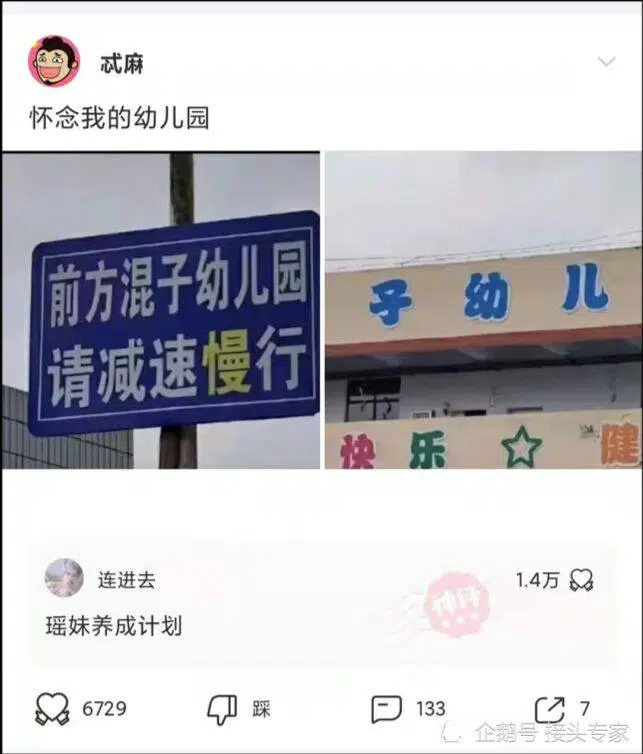 忒麻
怀念我的幼儿园
前方混子幼儿园
请减速慢行
子幼儿
快乐☆健
连进去
1.4万
瑶妹养成计划
神评
6729
踩
133
7
企鹅号 接头专家